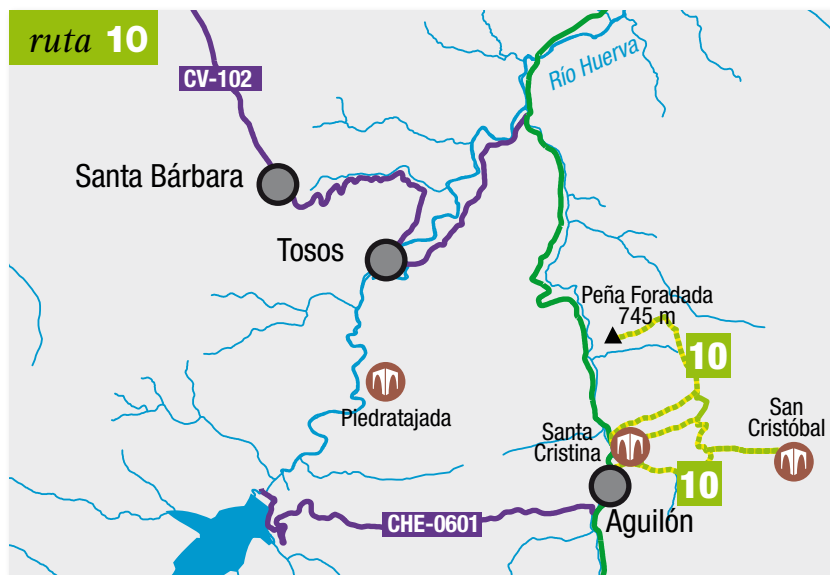 ruta 10
CV-102
Río Huerva
Santa Bárbara
Tosos
Peña Foradada
745 m
10
Piedratajada
Santa
Cristina
San
Cristóbal
10
CHE-0601
Aguilón